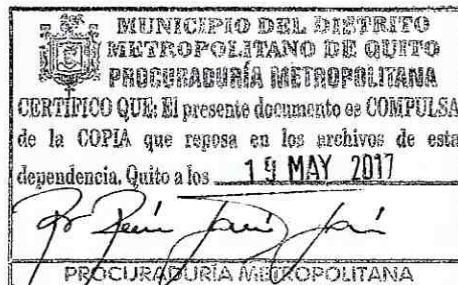 MUNICIPIO DEL DISTRITO
METROPOLITANO DE QUITO
PROCURADURÍA METROPOLITANA
CERTIFICO QUE: El presente documento es COMPULSA
de la COPIA que reposa en los archivos de esta
dependencia. Quito a los 19 MAY 2017
PROCURADURÍA METROPOLITANA